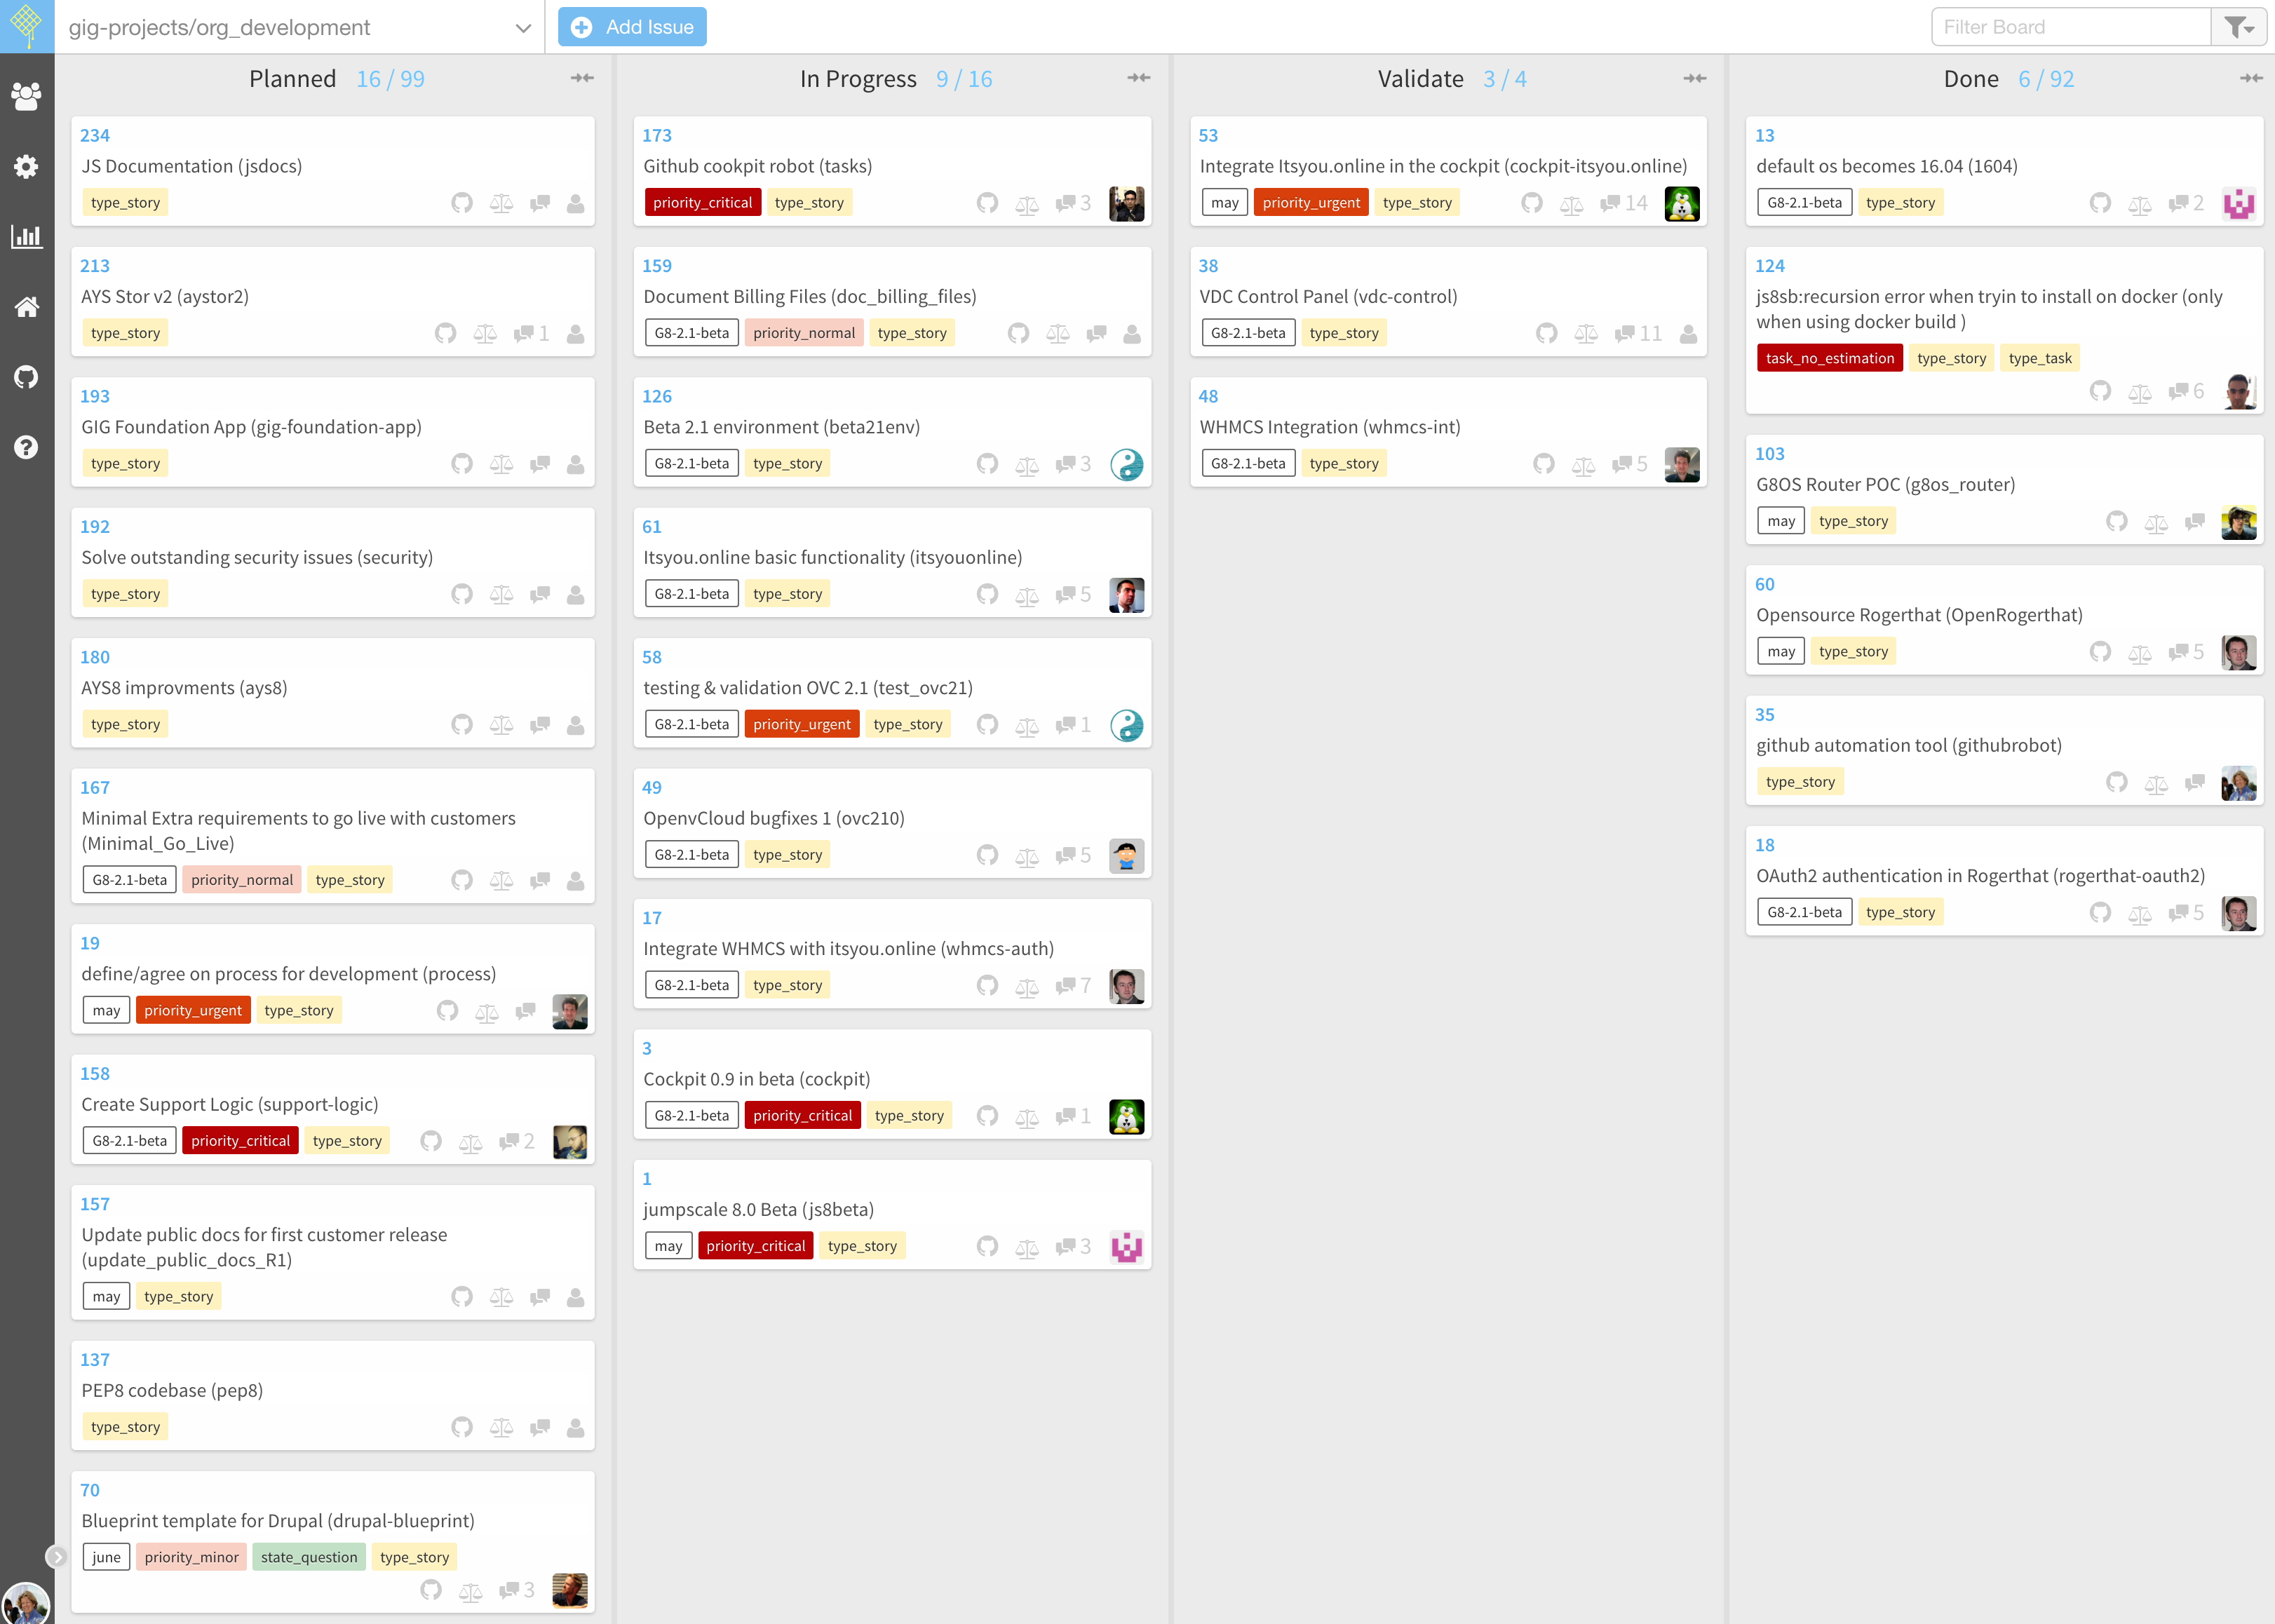 gig-projects/org_development
Add Issue
Filter Board
Planned 16 / 99
234
JS Documentation (jsdocs)
type_story
213
AYS Stor v2 (aystor2)
type_story 1
193
GIG Foundation App (gig-foundation-app)
type_story
192
Solve outstanding security issues (security)
type_story
180
AYS8 improvments (ays8)
type_story
167
Minimal Extra requirements to go live with customers
(Minimal_Go_Live)
G8-2.1-beta priority_normal type_story
19
define/agree on process for development (process)
may priority_urgent type_story
158
Create Support Logic (support-logic)
G8-2.1-beta priority_critical type_story 2
157
Update public docs for first customer release
(update_public_docs_R1)
may type_story
137
PEP8 codebase (pep8)
type_story
70
Blueprint template for Drupal (drupal-blueprint)
june priority_minor state_question type_story
3
In Progress 9 / 16
173
Github cookpit robot (tasks)
priority_critical type_story 3
159
Document Billing Files (doc_billing_files)
G8-2.1-beta priority_normal type_story
126
Beta 2.1 environment (beta21env)
G8-2.1-beta type_story 3
61
Itsyou.online basic functionality (itsyouonline)
G8-2.1-beta type_story 5
58
testing & validation OVC 2.1 (test_ovc21)
G8-2.1-beta priority_urgent type_story 1
49
OpenvCloud bugfixes 1 (ovc210)
G8-2.1-beta type_story 5
17
Integrate WHMCS with itsyou.online (whmcs-auth)
G8-2.1-beta type_story 7
3
Cockpit 0.9 in beta (cockpit)
G8-2.1-beta priority_critical type_story 1
1
jumpscale 8.0 Beta (js8beta)
may priority_critical type_story 3
Validate 3 / 4
53
Integrate Itsyou.online in the cockpit (cockpit-itsyou.online)
may priority_urgent type_story 14
38
VDC Control Panel (vdc-control)
G8-2.1-beta type_story 11
48
WHMCS Integration (whmcs-int)
G8-2.1-beta type_story 5
Done 6 / 92
13
default os becomes 16.04 (1604)
G8-2.1-beta type_story 2
124
js8sb:recursion error when tryin to install on docker (only
when using docker build )
task_no_estimation type_story type_task
6
103
G8OS Router POC (g8os_router)
may type_story
60
Opensource Rogerthat (OpenRogerthat)
may type_story 5
35
github automation tool (githubrobot)
type_story
18
OAuth2 authentication in Rogerthat (rogerthat-oauth2)
G8-2.1-beta type_story 5